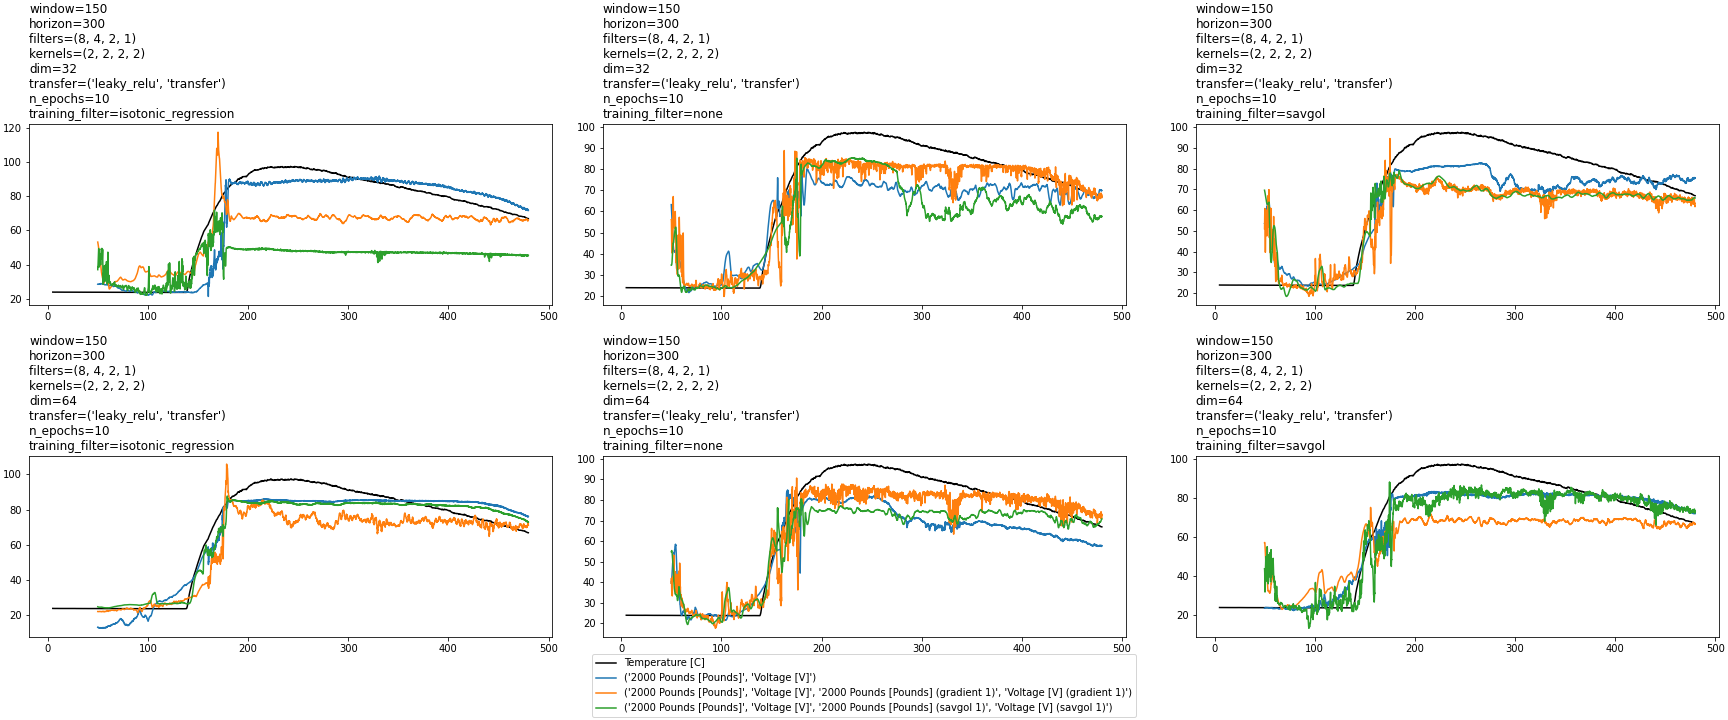 window=150
horizon=300
filters=(8, 4, 2, 1)
kernels=(2, 2, 2, 2)
dim=32
transfer=('leaky_relu', 'transfer')
n_epochs=10
training_filter=isotonic_regression
120
100
80
60
40
20
0
100
200
300
400
500
window=150
horizon=300
filters=(8, 4, 2, 1)
kernels=(2, 2, 2, 2)
dim=32
transfer=('leaky_relu', 'transfer')
n_epochs=10
training_filter=none
100
90
80
70
60
50
40
30
20
0
100
200
300
400
500
window=150
horizon=300
filters=(8, 4, 2, 1)
kernels=(2, 2, 2, 2)
dim=32
transfer=('leaky_relu', 'transfer')
n_epochs=10
training_filter=savgol
100
90
80
70
60
50
40
30
20
0
100
200
300
400
500
window=150
horizon=300
filters=(8, 4, 2, 1)
kernels=(2, 2, 2, 2)
dim=64
transfer=('leaky_relu', 'transfer')
n_epochs=10
training_filter=isotonic_regression
100
80
60
40
20
0
100
200
300
400
500
window=150
horizon=300
filters=(8, 4, 2, 1)
kernels=(2, 2, 2, 2)
dim=64
transfer=('leaky_relu', 'transfer')
n_epochs=10
training_filter=none
100
90
80
70
60
50
40
30
20
0
100
200
300
400
500
window=150
horizon=300
filters=(8, 4, 2, 1)
kernels=(2, 2, 2, 2)
dim=64
transfer=('leaky_relu', 'transfer')
n_epochs=10
training_filter=savgol
100
80
60
40
20
0
100
200
300
400
500
Temperature [C]
('2000 Pounds [Pounds]', 'Voltage [V]')
('2000 Pounds [Pounds]', 'Voltage [V]', '2000 Pounds [Pounds] (gradient 1)', 'Voltage [V] (gradient 1)')
('2000 Pounds [Pounds]', 'Voltage [V]', '2000 Pounds [Pounds] (savgol 1)', 'Voltage [V] (savgol 1)')